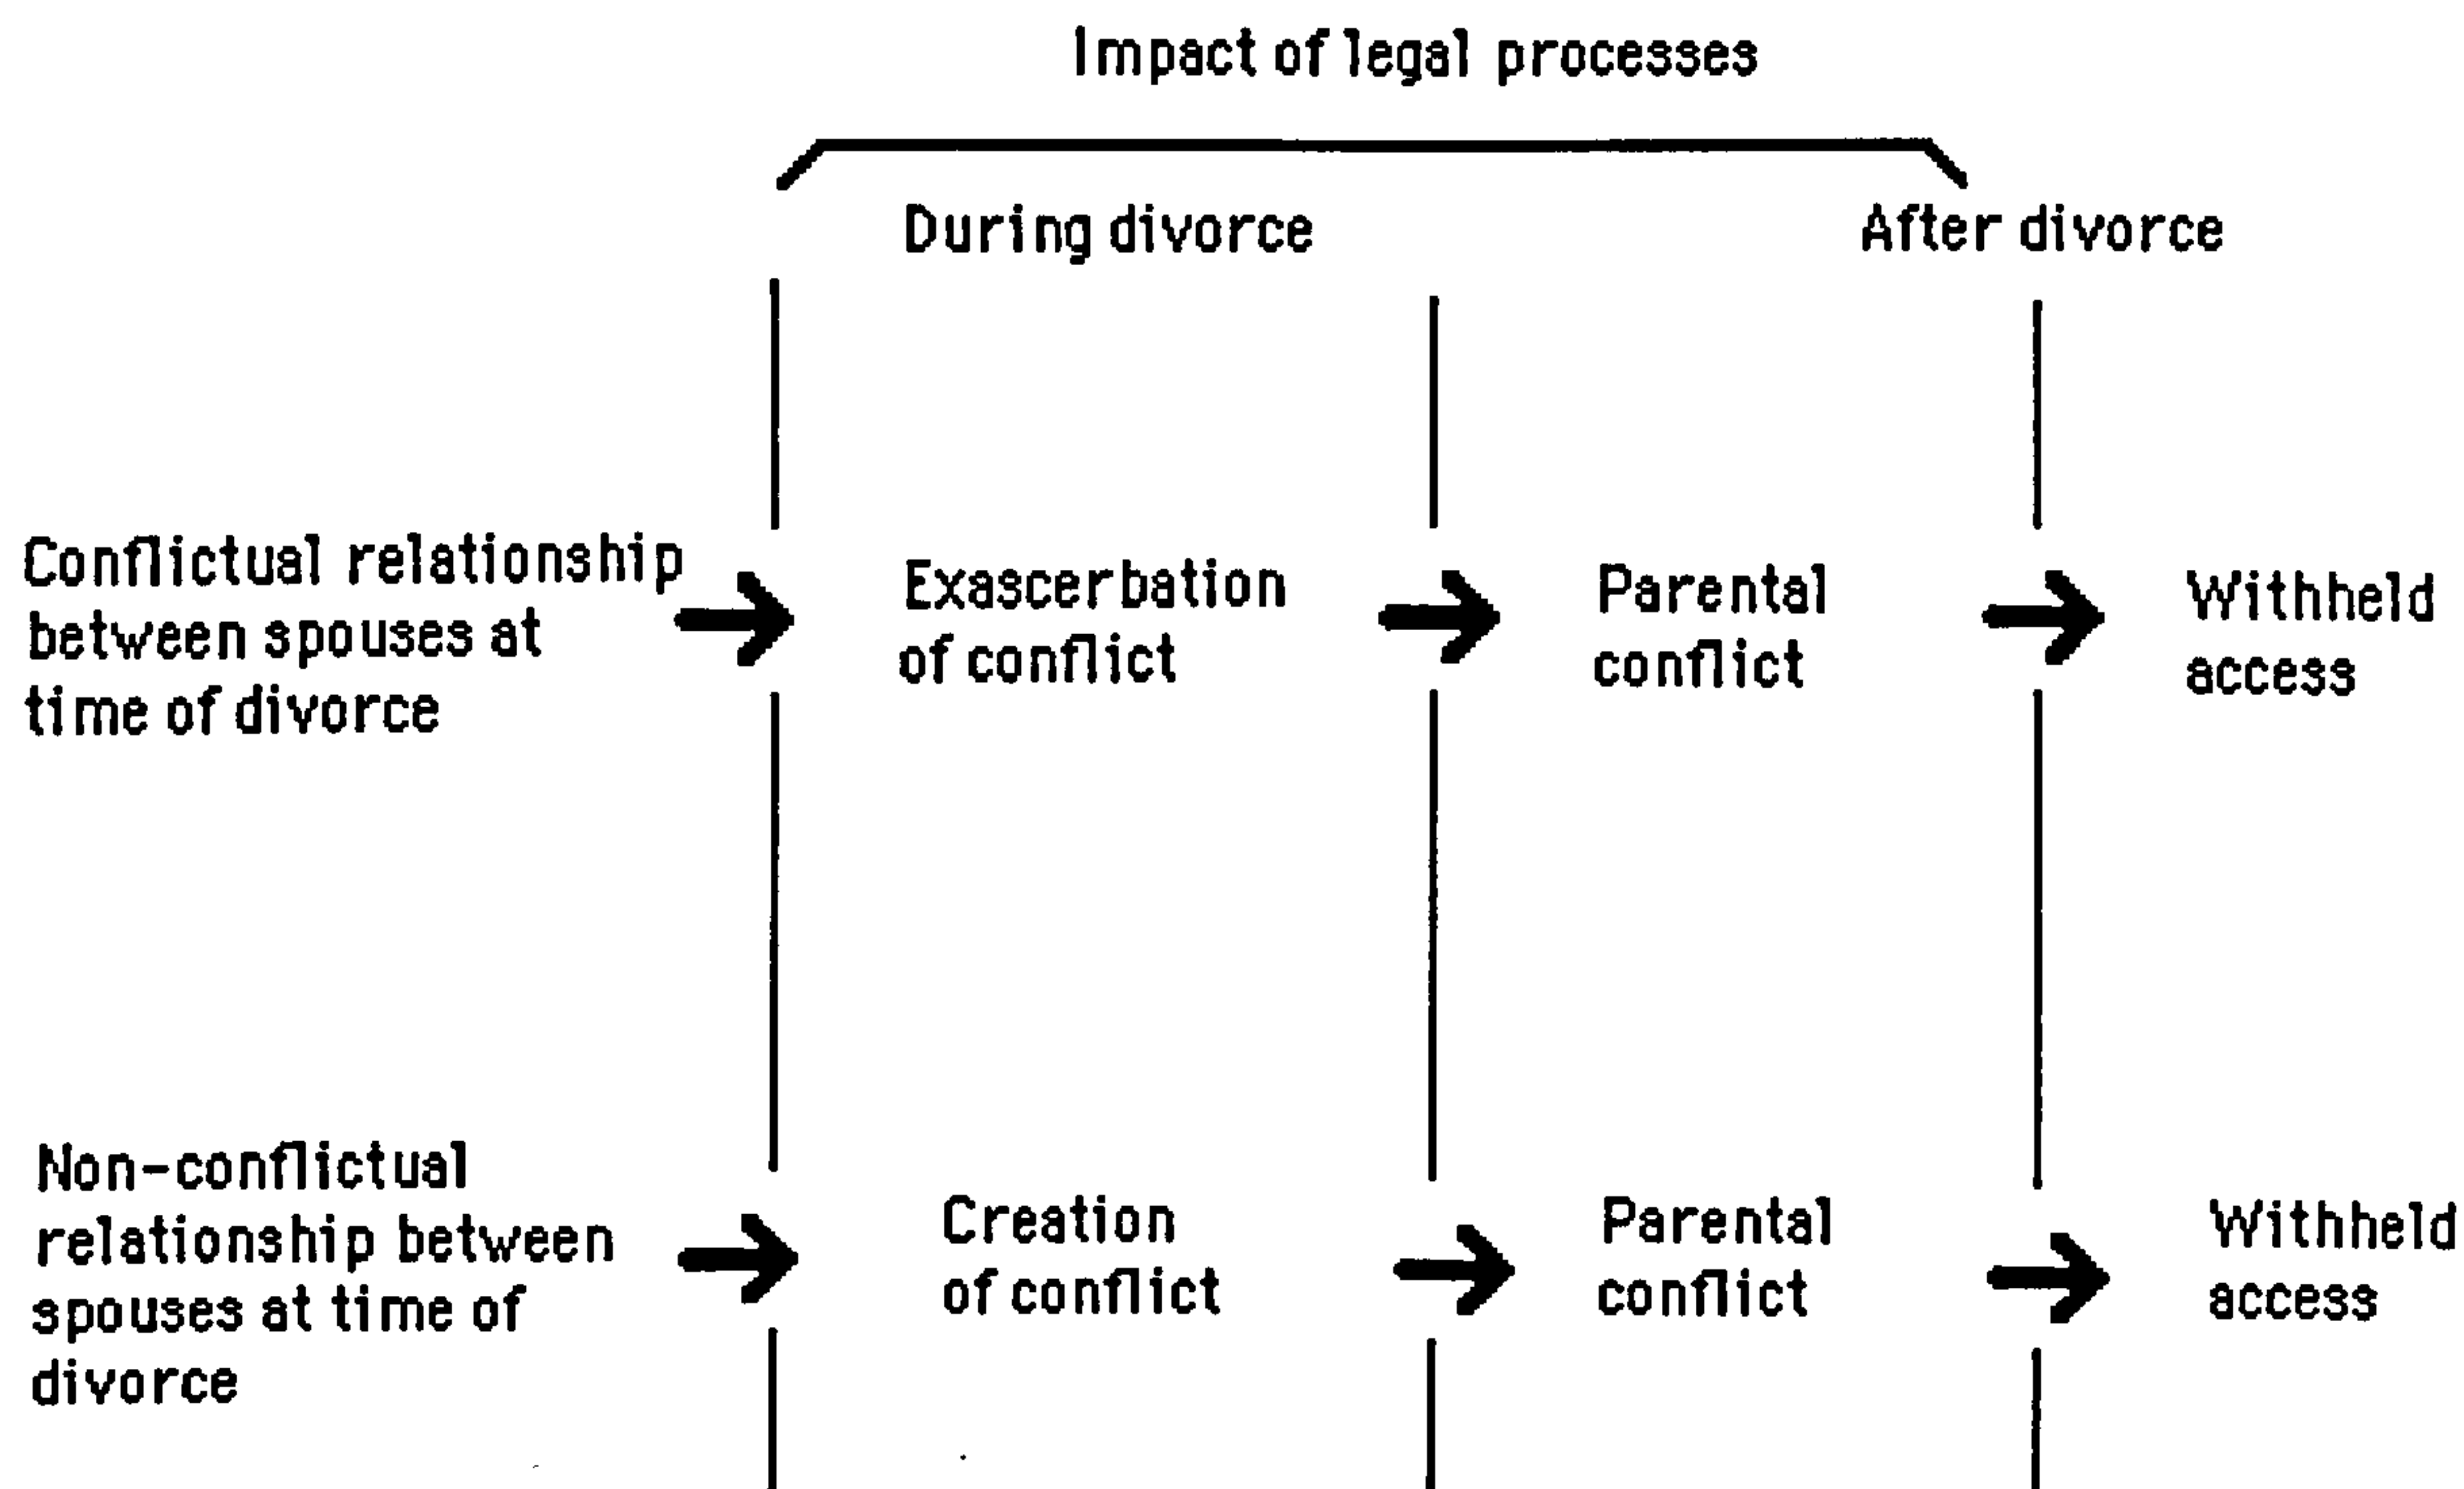 Impact of legal processes
During divorce
After divorce
Conflictual relationship
between spouses at
time of divorce
Exascerbation
of conflict
Parental
conflict
Withheld
access
Non-conflictual
relationship between
spouses at time of
divorce
Creation
of conflict
Parental
conflict
Withheld
access